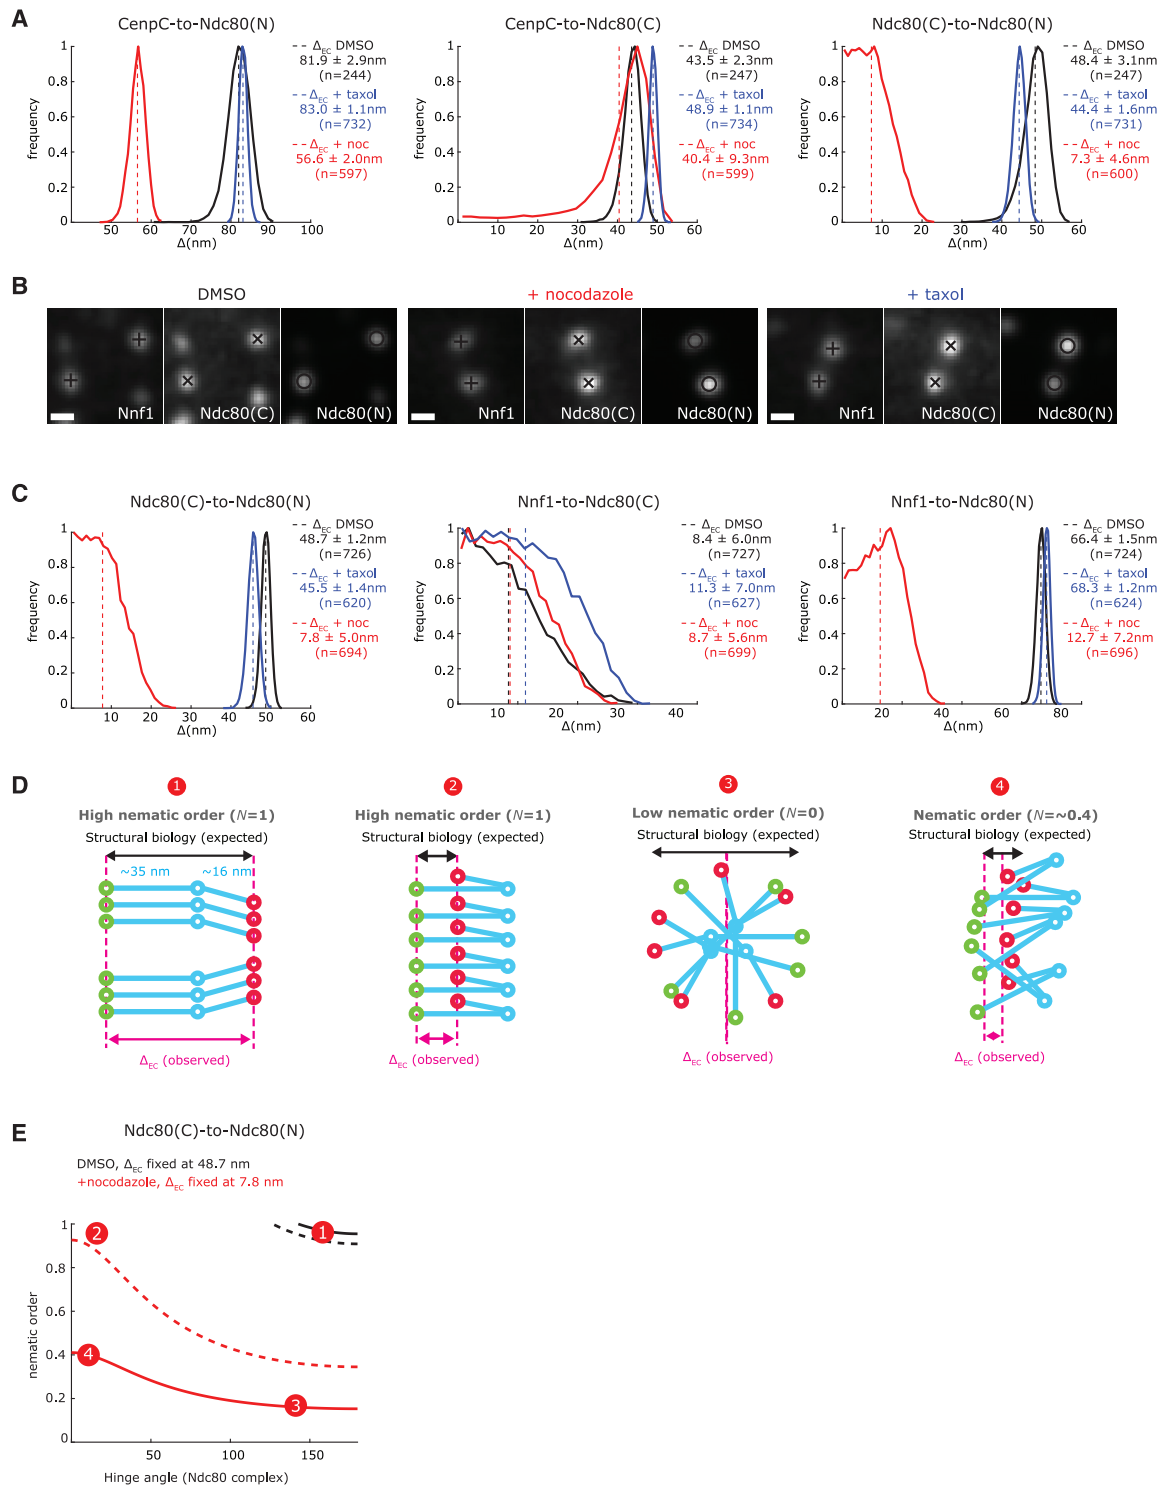 A
CenpC-to-Ndc80(N)
frequency
1
0.8
0.6
0.4
0.2
0
50 60 70 80 90 100
Δ(nm)
ΔEC DMSO
81.9 ± 2.9nm
(n=244)
ΔEC + taxol
83.0 ± 1.1nm
(n=732)
ΔEC + noc
56.6 ± 2.0nm
(n=597)
CenpC-to-Ndc80(C)
frequency
1
0.8
0.6
0.4
0.2
0
10 20 30 40 50 60
Δ(nm)
ΔEC DMSO
43.5 ± 2.3nm
(n=247)
ΔEC + taxol
48.9 ± 1.1nm
(n=734)
ΔEC + noc
40.4 ± 9.3nm
(n=599)
Ndc80(C)-to-Ndc80(N)
frequency
1
0.8
0.6
0.4
0.2
0
10 20 30 40 50 60
Δ(nm)
ΔEC DMSO
48.4 ± 3.1nm
(n=247)
ΔEC + taxol
44.4 ± 1.6nm
(n=731)
ΔEC + noc
7.3 ± 4.6nm
(n=600)
B
DMSO
+ nocodazole
+ taxol
Nnf1 Ndc80(C) Ndc80(N)
Nnf1 Ndc80(C) Ndc80(N)
Nnf1 Ndc80(C) Ndc80(N)
C
Ndc80(C)-to-Ndc80(N)
frequency
1
0.8
0.6
0.4
0.2
0
10 20 30 40 50 60
Δ(nm)
ΔEC DMSO
48.7 ± 1.2nm
(n=726)
ΔEC + taxol
45.5 ± 1.4nm
(n=620)
ΔEC + noc
7.8 ± 5.0nm
(n=694)
Nnf1-to-Ndc80(C)
frequency
1
0.8
0.6
0.4
0.2
0
10 20 30 40
Δ(nm)
ΔEC DMSO
8.4 ± 6.0nm
(n=727)
ΔEC + taxol
11.3 ± 7.0nm
(n=627)
ΔEC + noc
8.7 ± 5.6nm
(n=699)
Nnf1-to-Ndc80(N)
frequency
1
0.8
0.6
0.4
0.2
0
20 40 60 80
Δ(nm)
ΔEC DMSO
66.4 ± 1.5nm
(n=724)
ΔEC + taxol
68.3 ± 1.2nm
(n=624)
ΔEC + noc
12.7 ± 7.2nm
(n=696)
D
1
High nematic order (N=1)
Structural biology (expected)
~35 nm ~16 nm
ΔEC (observed)
2
High nematic order (N=1)
Structural biology (expected)
ΔEC (observed)
3
Low nematic order (N=0)
Structural biology (expected)
ΔEC (observed)
4
Nematic order (N=~0.4)
Structural biology (expected)
ΔEC (observed)
E
Ndc80(C)-to-Ndc80(N)
DMSO, ΔEC fixed at 48.7 nm
+nocodazole, ΔEC fixed at 7.8 nm
nematic order
1
0.8
0.6
0.4
0.2
0
1
2
3
4
50 100 150
Hinge angle (Ndc80 complex)